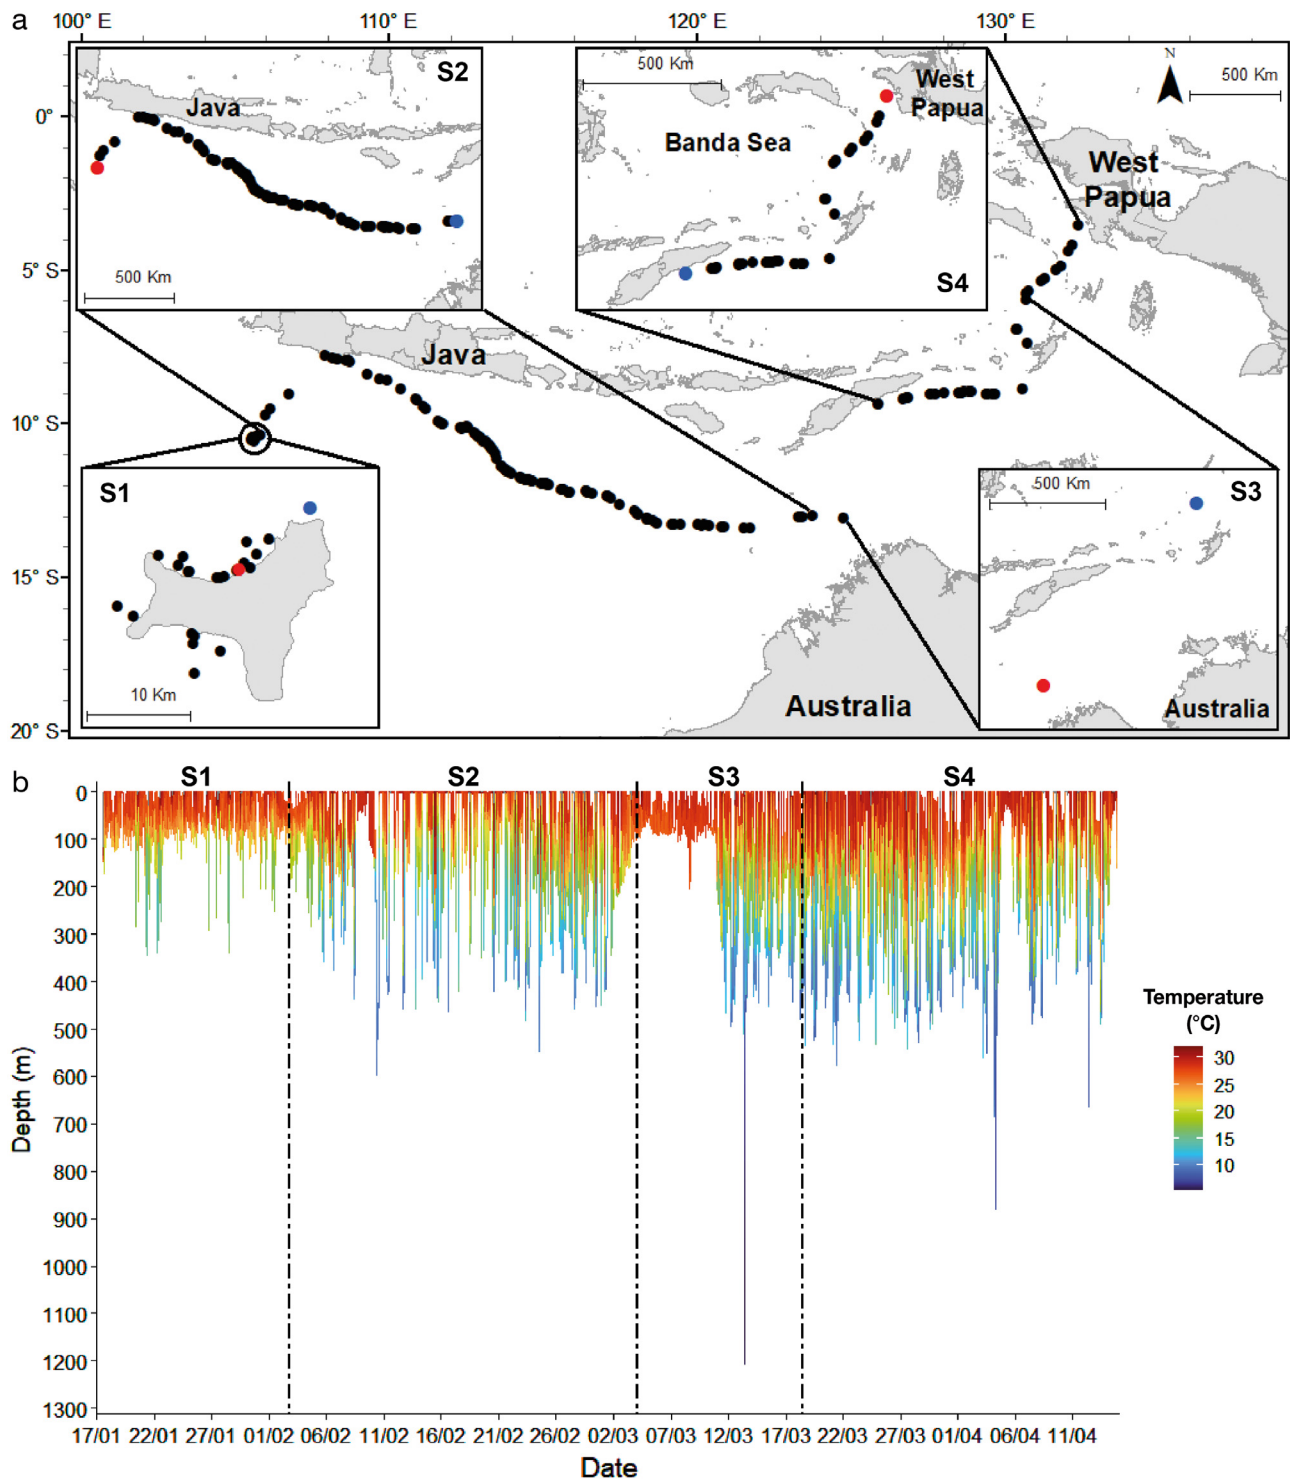 a
100° E
110° E
120° E
130° E
0°
5° S
10° S
15° S
20° S
S2
Java
500 Km
500 Km
West
Papua
Banda Sea
S4
N
500 Km
West
Papua
Java
S1
10 Km
500 Km
S3
Australia
Australia
b
S1
S2
S3
S4
0
100
200
300
400
500
600
700
800
900
1000
1100
1200
1300
Depth (m)
17/01 22/01 27/01 01/02 06/02 11/02 16/02 21/02 26/02 02/03 07/03 12/03 17/03 22/03 27/03 01/04 06/04 11/04
Date
Temperature
(°C)
30
25
20
15
10